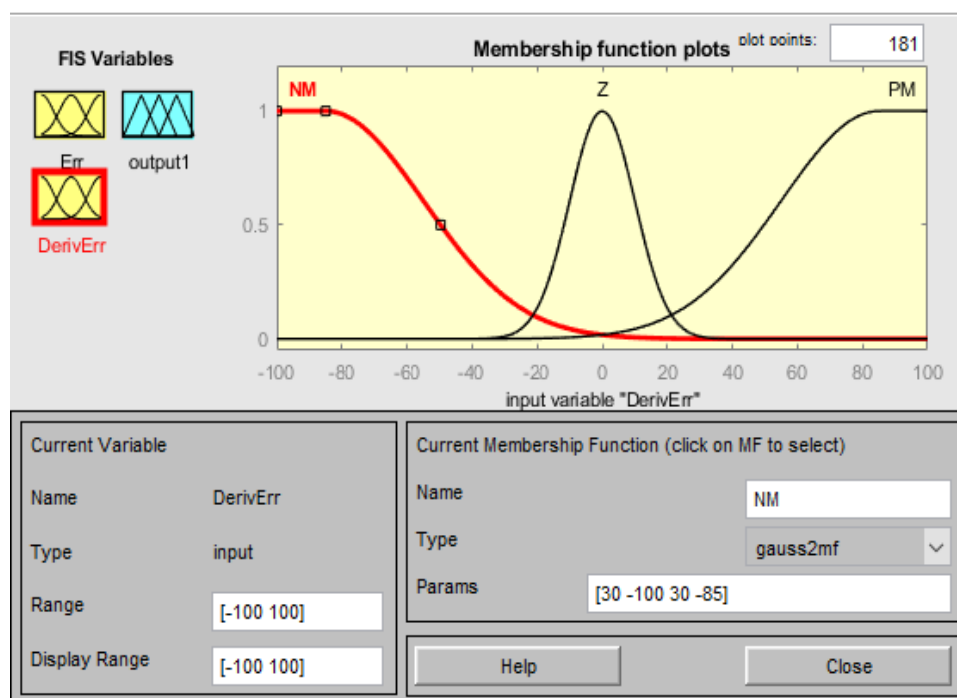 FIS Variables
Membership function plots
plot points:
181
Err
output1
DerivErr
NM
Z
PM
1
0.5
0
-100
-80
-60
-40
-20
0
20
40
60
80
100
input variable "DerivErr"
Current Variable
Name
DerivErr
Type
input
Range
[-100 100]
Display Range
[-100 100]
Current Membership Function (click on MF to select)
Name
NM
Type
gauss2mf
Params
[30 -100 30 -85]
Help
Close